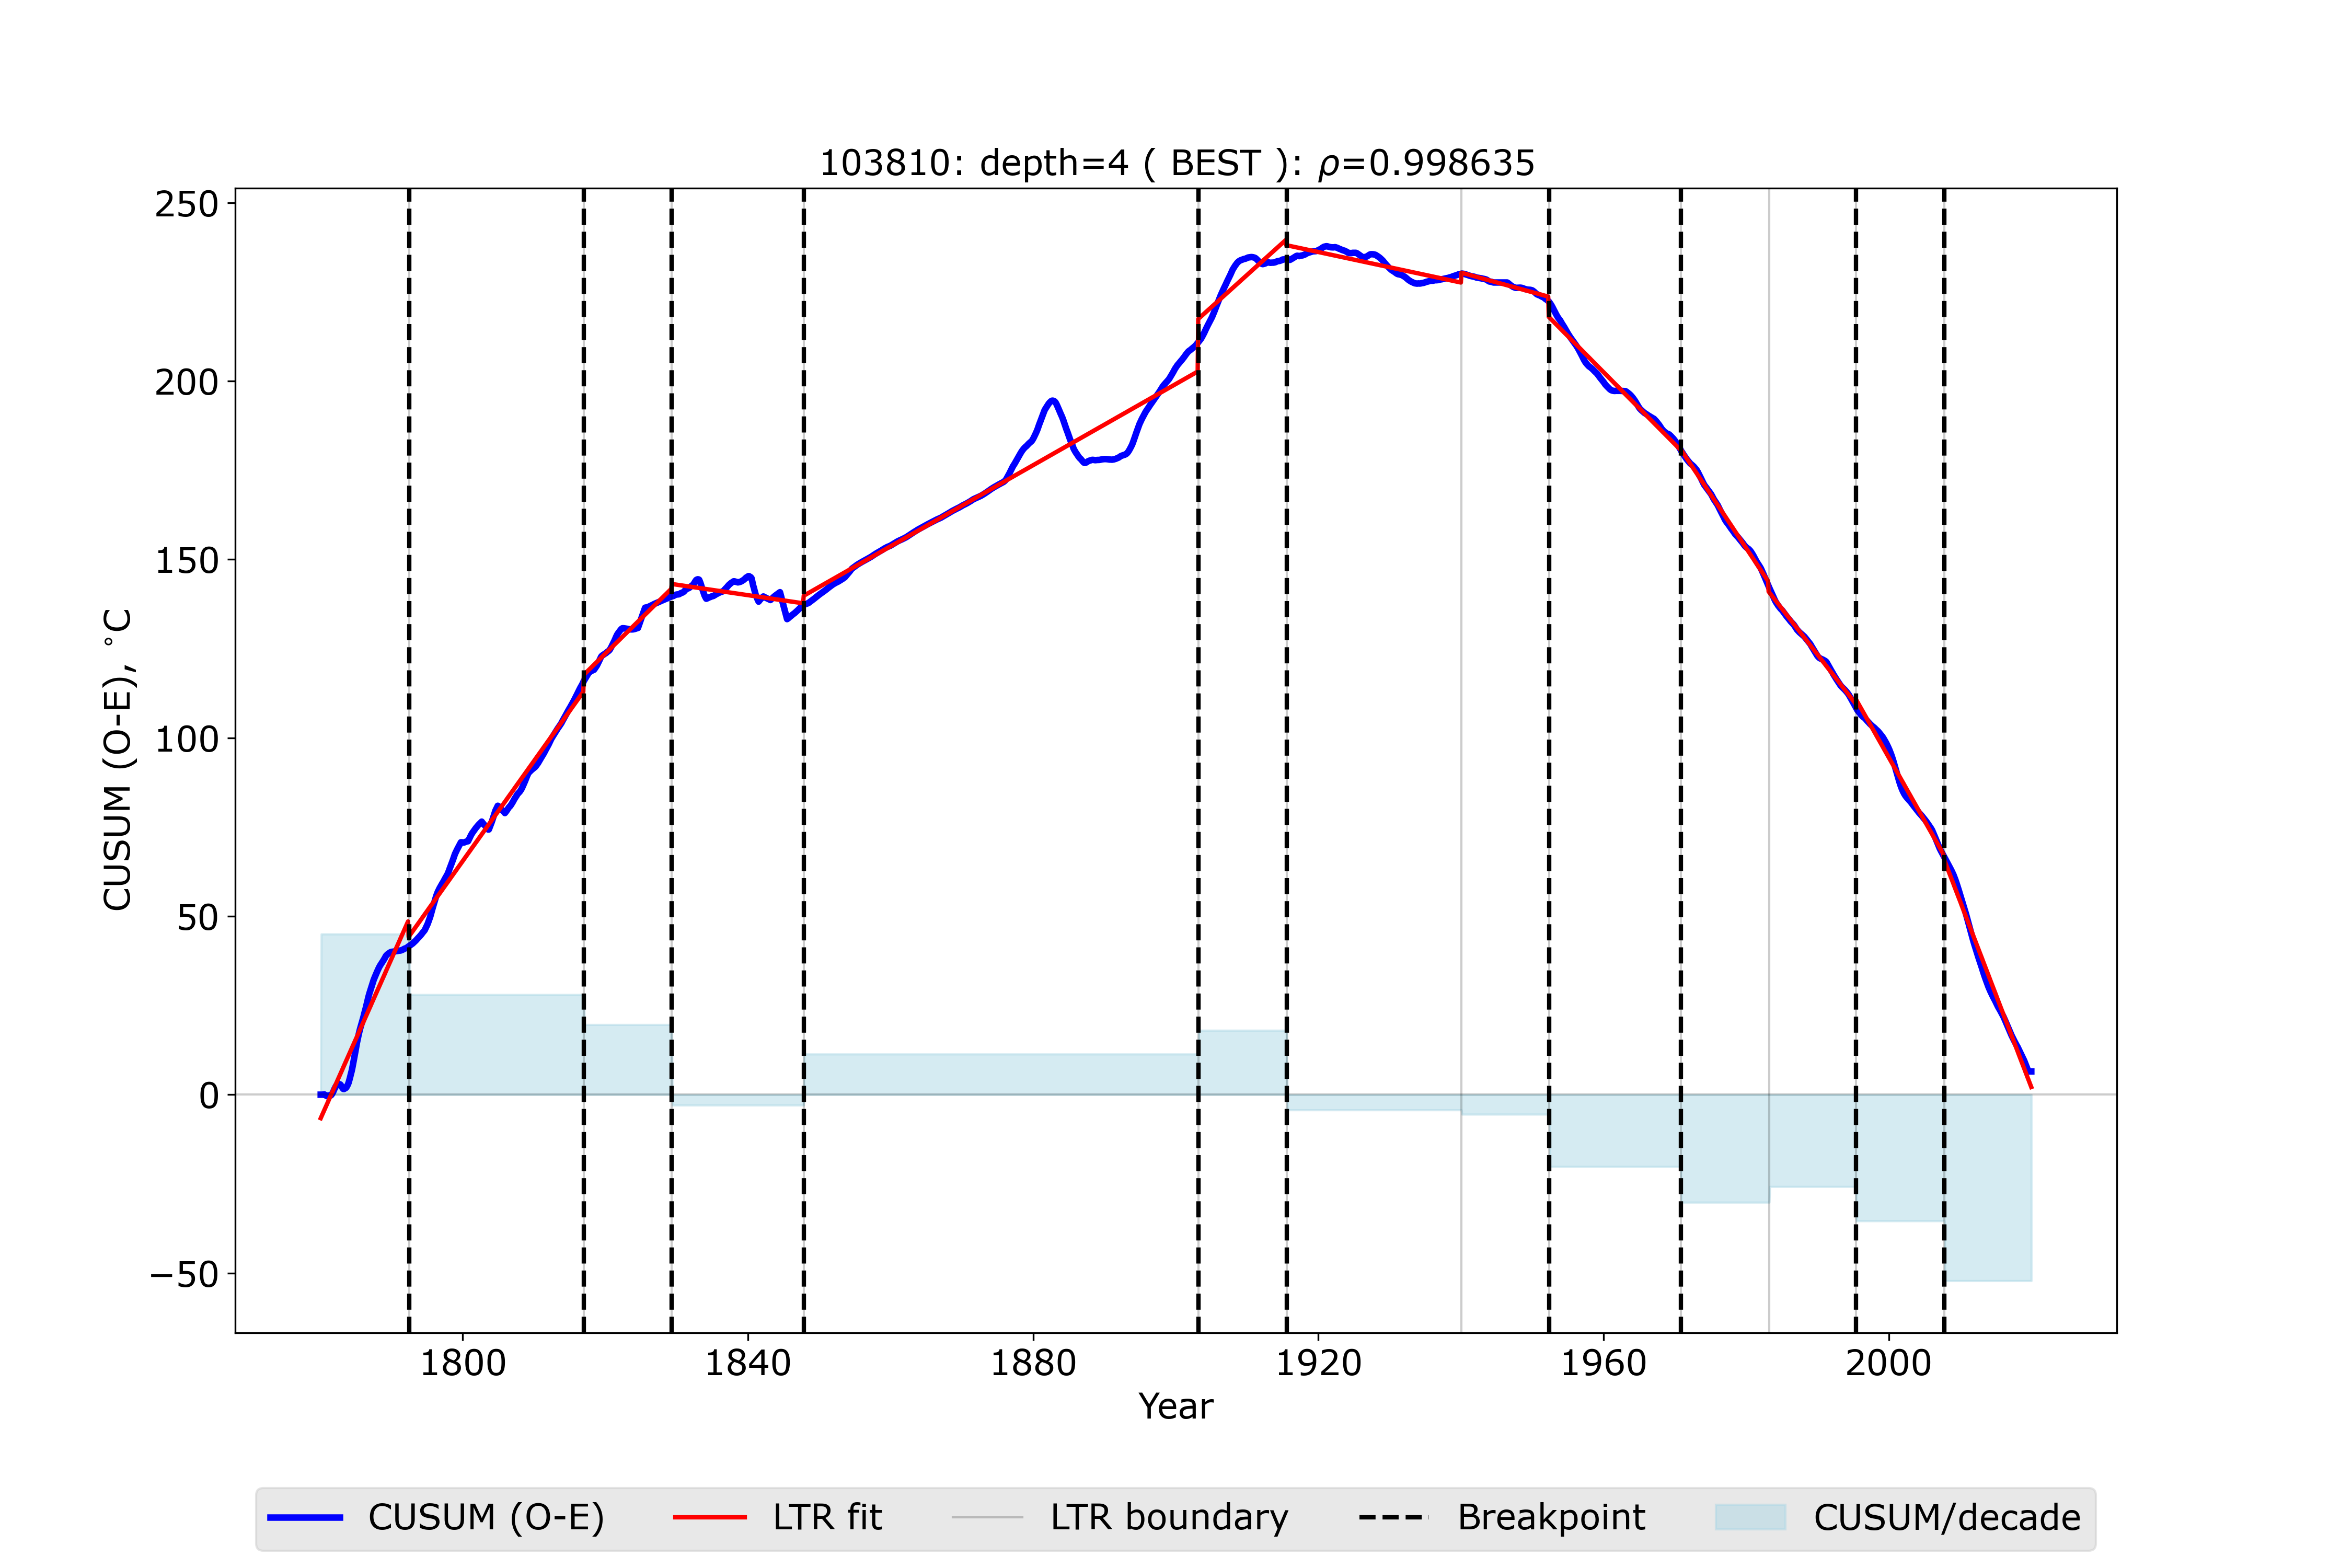 103810: depth=4 ( BEST ): ρ=0.998635
CUSUM (O-E), °C
250
200
150
100
50
0
−50
1800 1840 1880 1920 1960 2000
Year
CUSUM (O-E) LTR fit LTR boundary Breakpoint CUSUM/decade